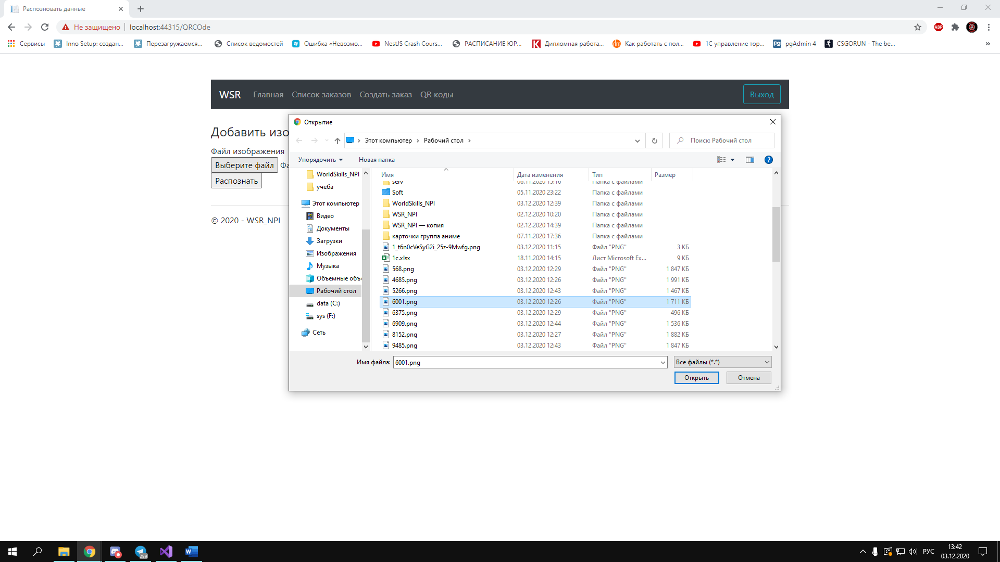 Распозновать данные
Не защищено
localhost:44315/QRCOde
ABP
Сервисы
Inno Setup: создан...
Перезагружаемся...
Список ведомостей
Ошибка «Невозмо...
NestJS Crash Cours...
РАСПИСАНИЕ ЮР...
Дипломная работа...
Как работать с пол...
1С управление тор...
pgAdmin 4
CSGORUN - The be...
WSR
Главная
Список заказов
Создать заказ
QR коды
Выход
Добавить изо
Файл изображения
Выберите файл Фа
Распознать
© 2020 - WSR_NPI
Открытие
Этот компьютер
Рабочий стол
Поиск: Рабочий стол
Упорядочить
Новая папка
WorldSkills_NPI
учеба
Этот компьютер
Видео
Документы
Загрузки
Изображения
Музыка
Объемные объ
Рабочий стол
data (C:)
sys (F:)
Сеть
Имя Дата изменения Тип Размер
serv 06.11.2020 15:16 Папка с файлами
Soft 05.11.2020 23:22 Папка с файлами
WorldSkills_NPI 03.12.2020 12:39 Папка с файлами
WSR_NPI 02.12.2020 10:20 Папка с файлами
WSR_NPI — копия 02.12.2020 14:39 Папка с файлами
карточки группа аниме 07.11.2020 17:36 Папка с файлами
1_t6n0cVeSyG2i_25z-9Mwfg.png 03.12.2020 11:15 Файл "PNG" 3 КБ
1c.xlsx 18.11.2020 14:15 Лист Microsoft Ex... 9 КБ
568.png 03.12.2020 12:29 Файл "PNG" 1 847 КБ
4685.png 03.12.2020 12:26 Файл "PNG" 1 991 КБ
5266.png 03.12.2020 12:43 Файл "PNG" 1 467 КБ
6001.png 03.12.2020 12:26 Файл "PNG" 1 711 КБ
6375.png 03.12.2020 12:29 Файл "PNG" 496 КБ
6909.png 03.12.2020 12:44 Файл "PNG" 1 536 КБ
8152.png 03.12.2020 12:27 Файл "PNG" 1 882 КБ
9485.png 03.12.2020 12:43 Файл "PNG" 1 847 КБ
Имя файла: 6001.png
Все файлы (*.*)
Открыть
Отмена
299
РУС
13:42
03.12.2020